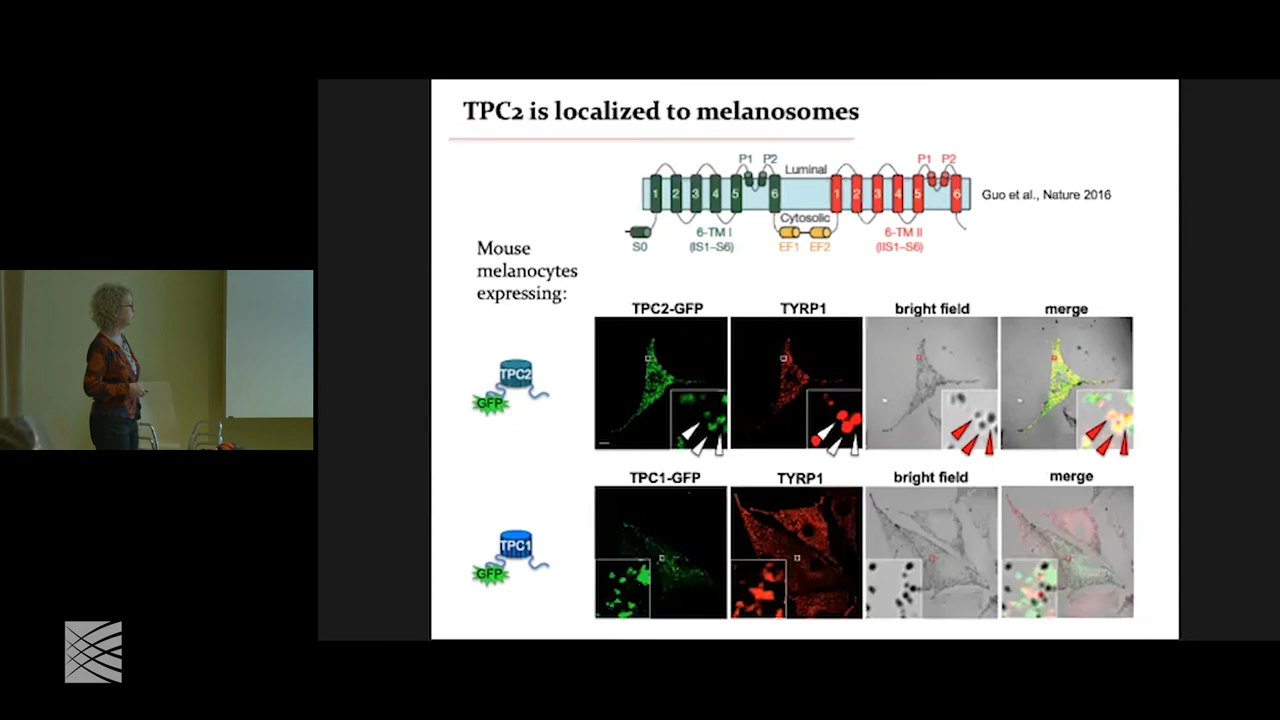 TPC2 is localized to melanosomes
P1 P2 Luminal P1 P2
1 2 3 4 5 6 1 2 3 4 5 6
Guo et al., Nature 2016
Cytosolic
S0 6-TM I EF1 EF2 6-TM II
(IS1–S6) (IIS1–S6)
Mouse
melanocytes
expressing:
TPC2-GFP TYRP1 bright field merge
TPC2
GFP
TPC1-GFP TYRP1 bright field merge
TPC1
GFP